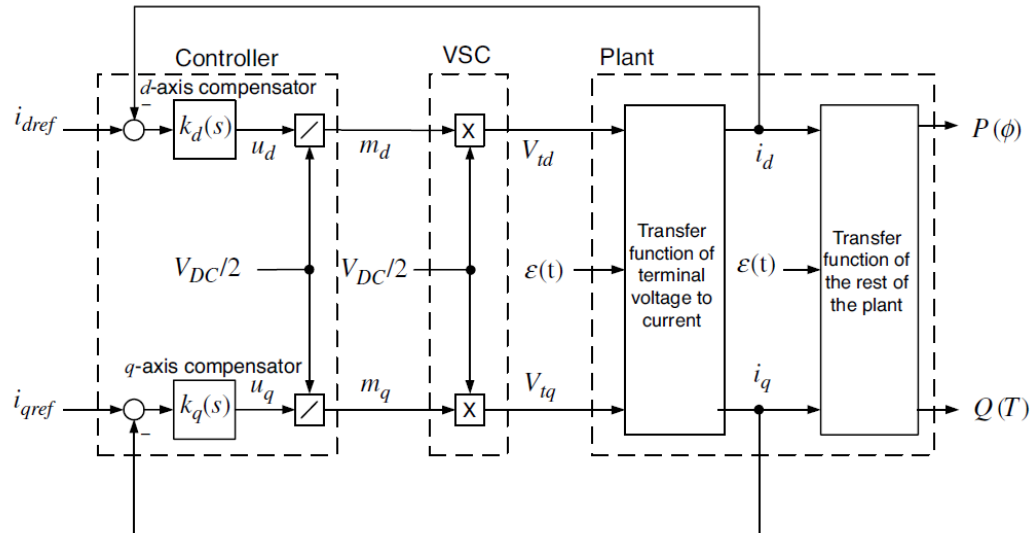 Controller
VSC
Plant
d-axis compensator
−
i_dref
k_d(s)
u_d
m_d
X
V_td
i_d
P(ϕ)
V_DC/2
V_DC/2
ε(t)
Transfer
function of
terminal
voltage to
current
ε(t)
Transfer
function of
the rest of
the plant
q-axis compensator
i_qref
k_q(s)
u_q
m_q
X
V_tq
i_q
Q(T)
−